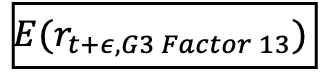 E(r_{t+ϵ,G3 Factor 13})